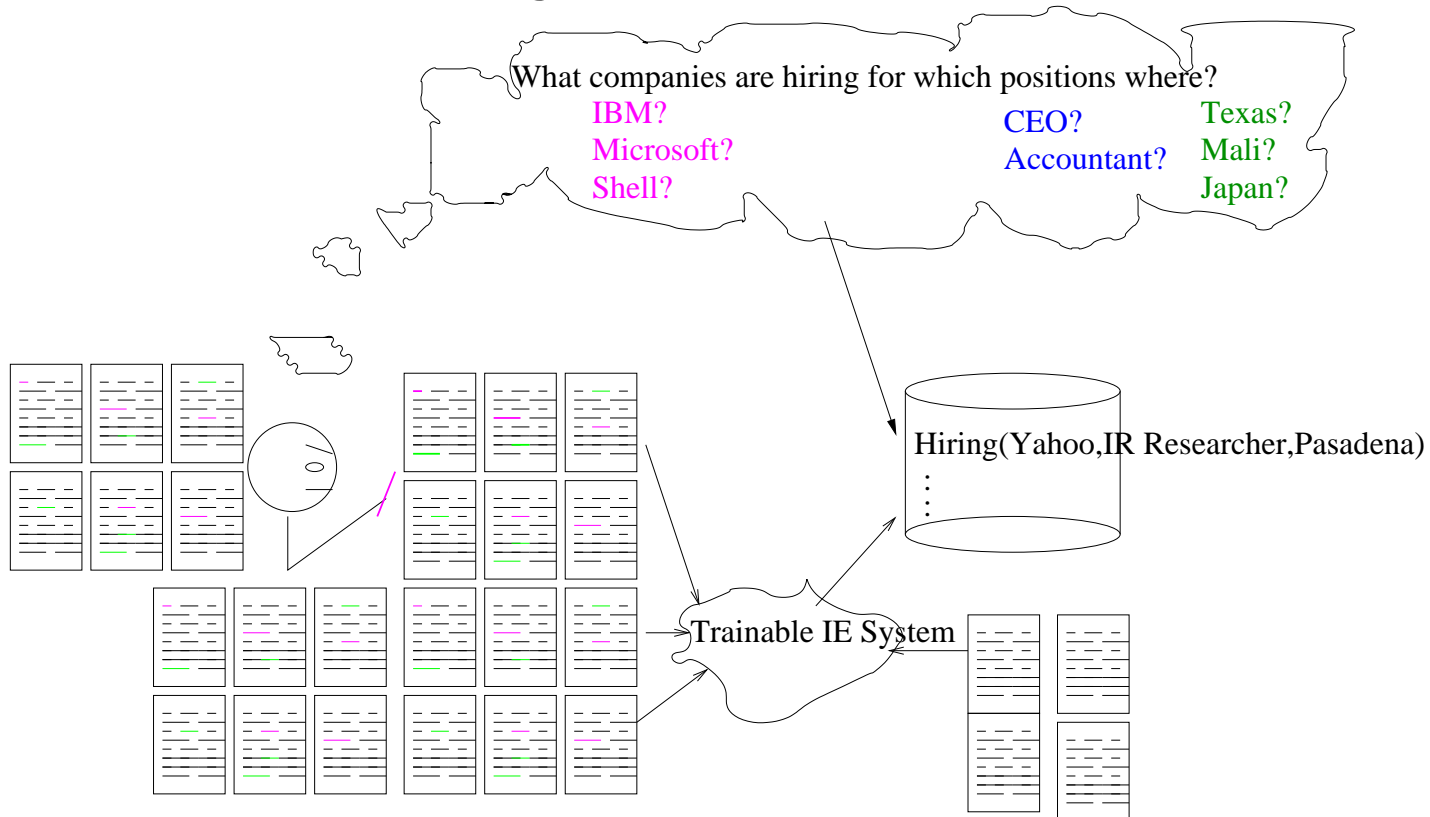 What companies are hiring for which positions where?
IBM? CEO? Texas?
Microsoft? Accountant? Mali?
Shell? Japan?
Hiring(Yahoo,IR Researcher,Pasadena)
Trainable IE System